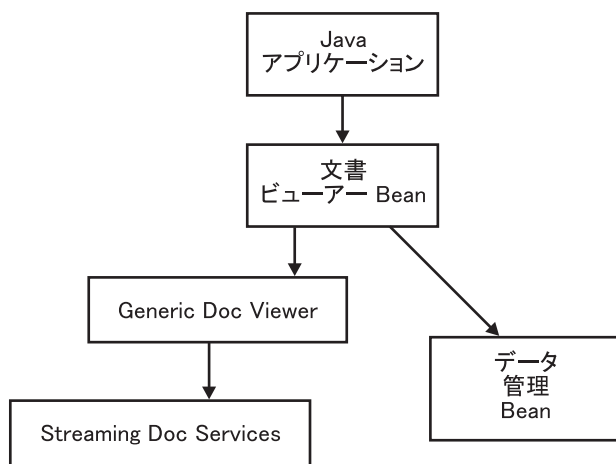 Java
アプリケーション
文書
ビューアー Bean
Generic Doc Viewer
データ
管理
Bean
Streaming Doc Services